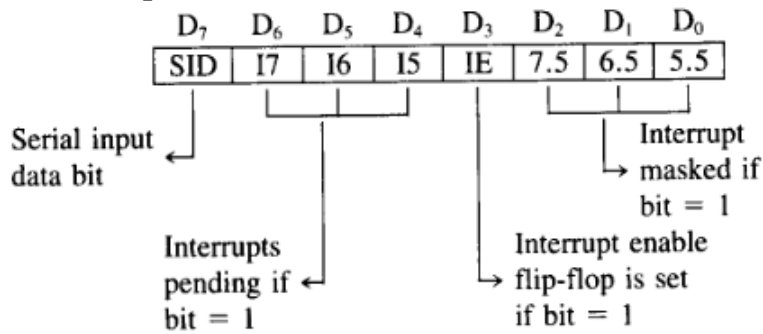 D7 D6 D5 D4 D3 D2 D1 D0
SID I7 I6 I5 IE 7.5 6.5 5.5
Serial input
data bit
Interrupt
masked if
bit = 1
Interrupts
pending if
bit = 1
Interrupt enable
flip-flop is set
if bit = 1